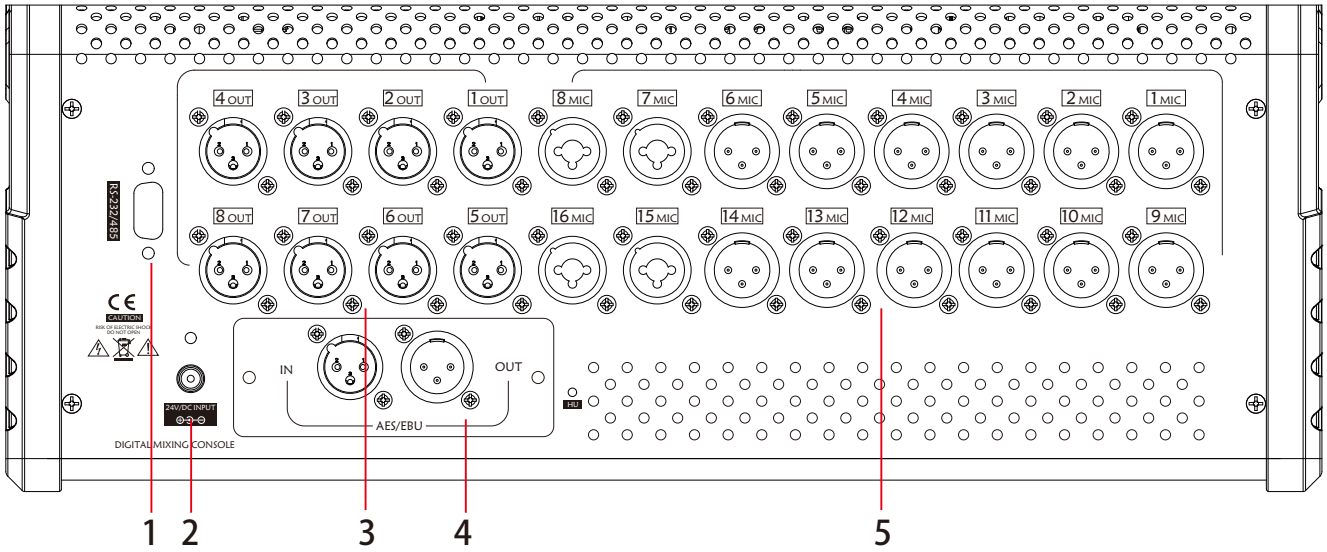 4 OUT 3 OUT 2 OUT 1 OUT 8 MIC 7 MIC 6 MIC 5 MIC 4 MIC 3 MIC 2 MIC 1 MIC
RS-232/485
8 OUT 7 OUT 6 OUT 5 OUT 16 MIC 15 MIC 14 MIC 13 MIC 12 MIC 11 MIC 10 MIC 9 MIC
CE
CAUTION
RISK OF ELECTRIC SHOCK
DO NOT OPEN
IN OUT
AES/EBU
HU
24V/DC INPUT
DIGITAL MIXING CONSOLE
1 2 3 4 5